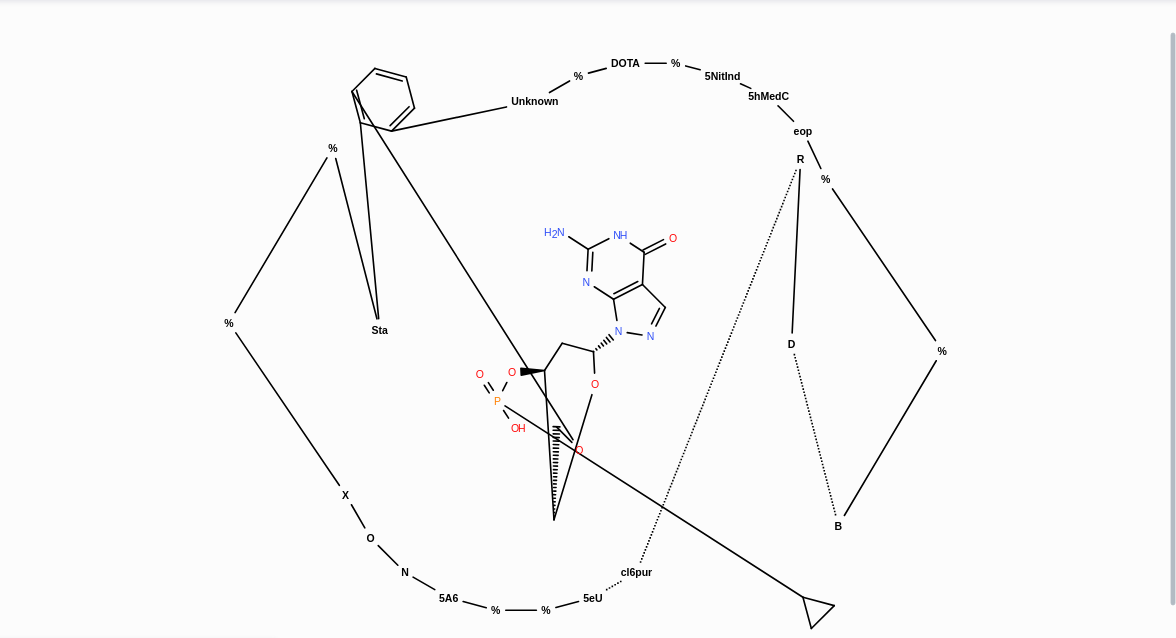 DOTA
%
%
5NitInd
Unknown
5hMedC
eop
%
R
%
H2N
NH
O
N
%
Sta
N
N
D
%
O
O
O
P
OH
O
X
B
O
N
cl6pur
5A6
5eU
%
%